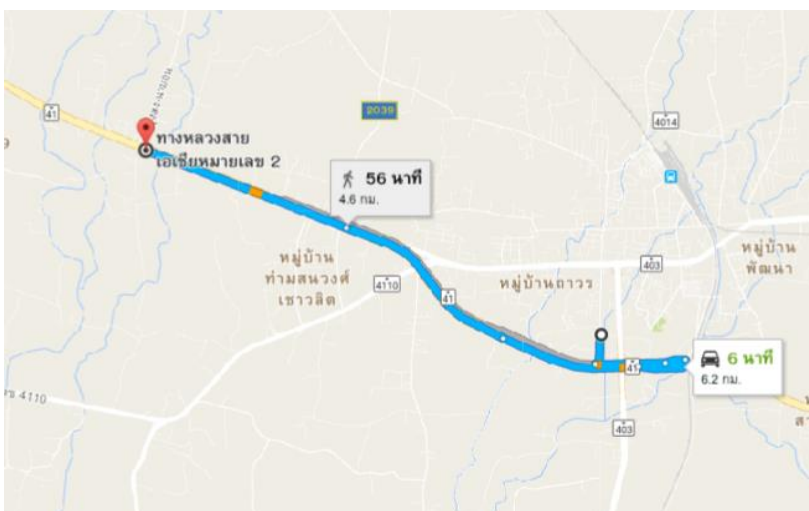 41
ทางหลวงสาย
เอเชียหมายเลข 2
2039
56 นาที
4.6 กม.
4014
หมู่บ้าน
ท่ามสนวงศ์
เชาวลิต
4110
41
หมู่บ้านถาวร
403
หมู่บ้าน
พัฒนา
6 นาที
6.2 กม.
41
4110
403